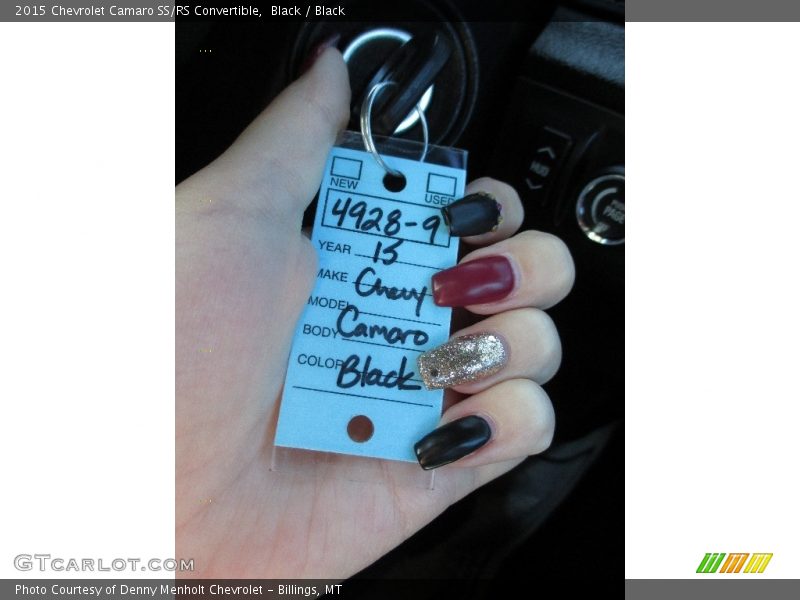 2015 Chevrolet Camaro SS/RS Convertible,  Black / Black
NEW
USED
4928-9
YEAR 15
MAKE Chevy
MODEL
BODY Camaro
COLOR Black
HUD
GTCARLOT.COM
Photo Courtesy of Denny Menholt Chevrolet - Billings, MT